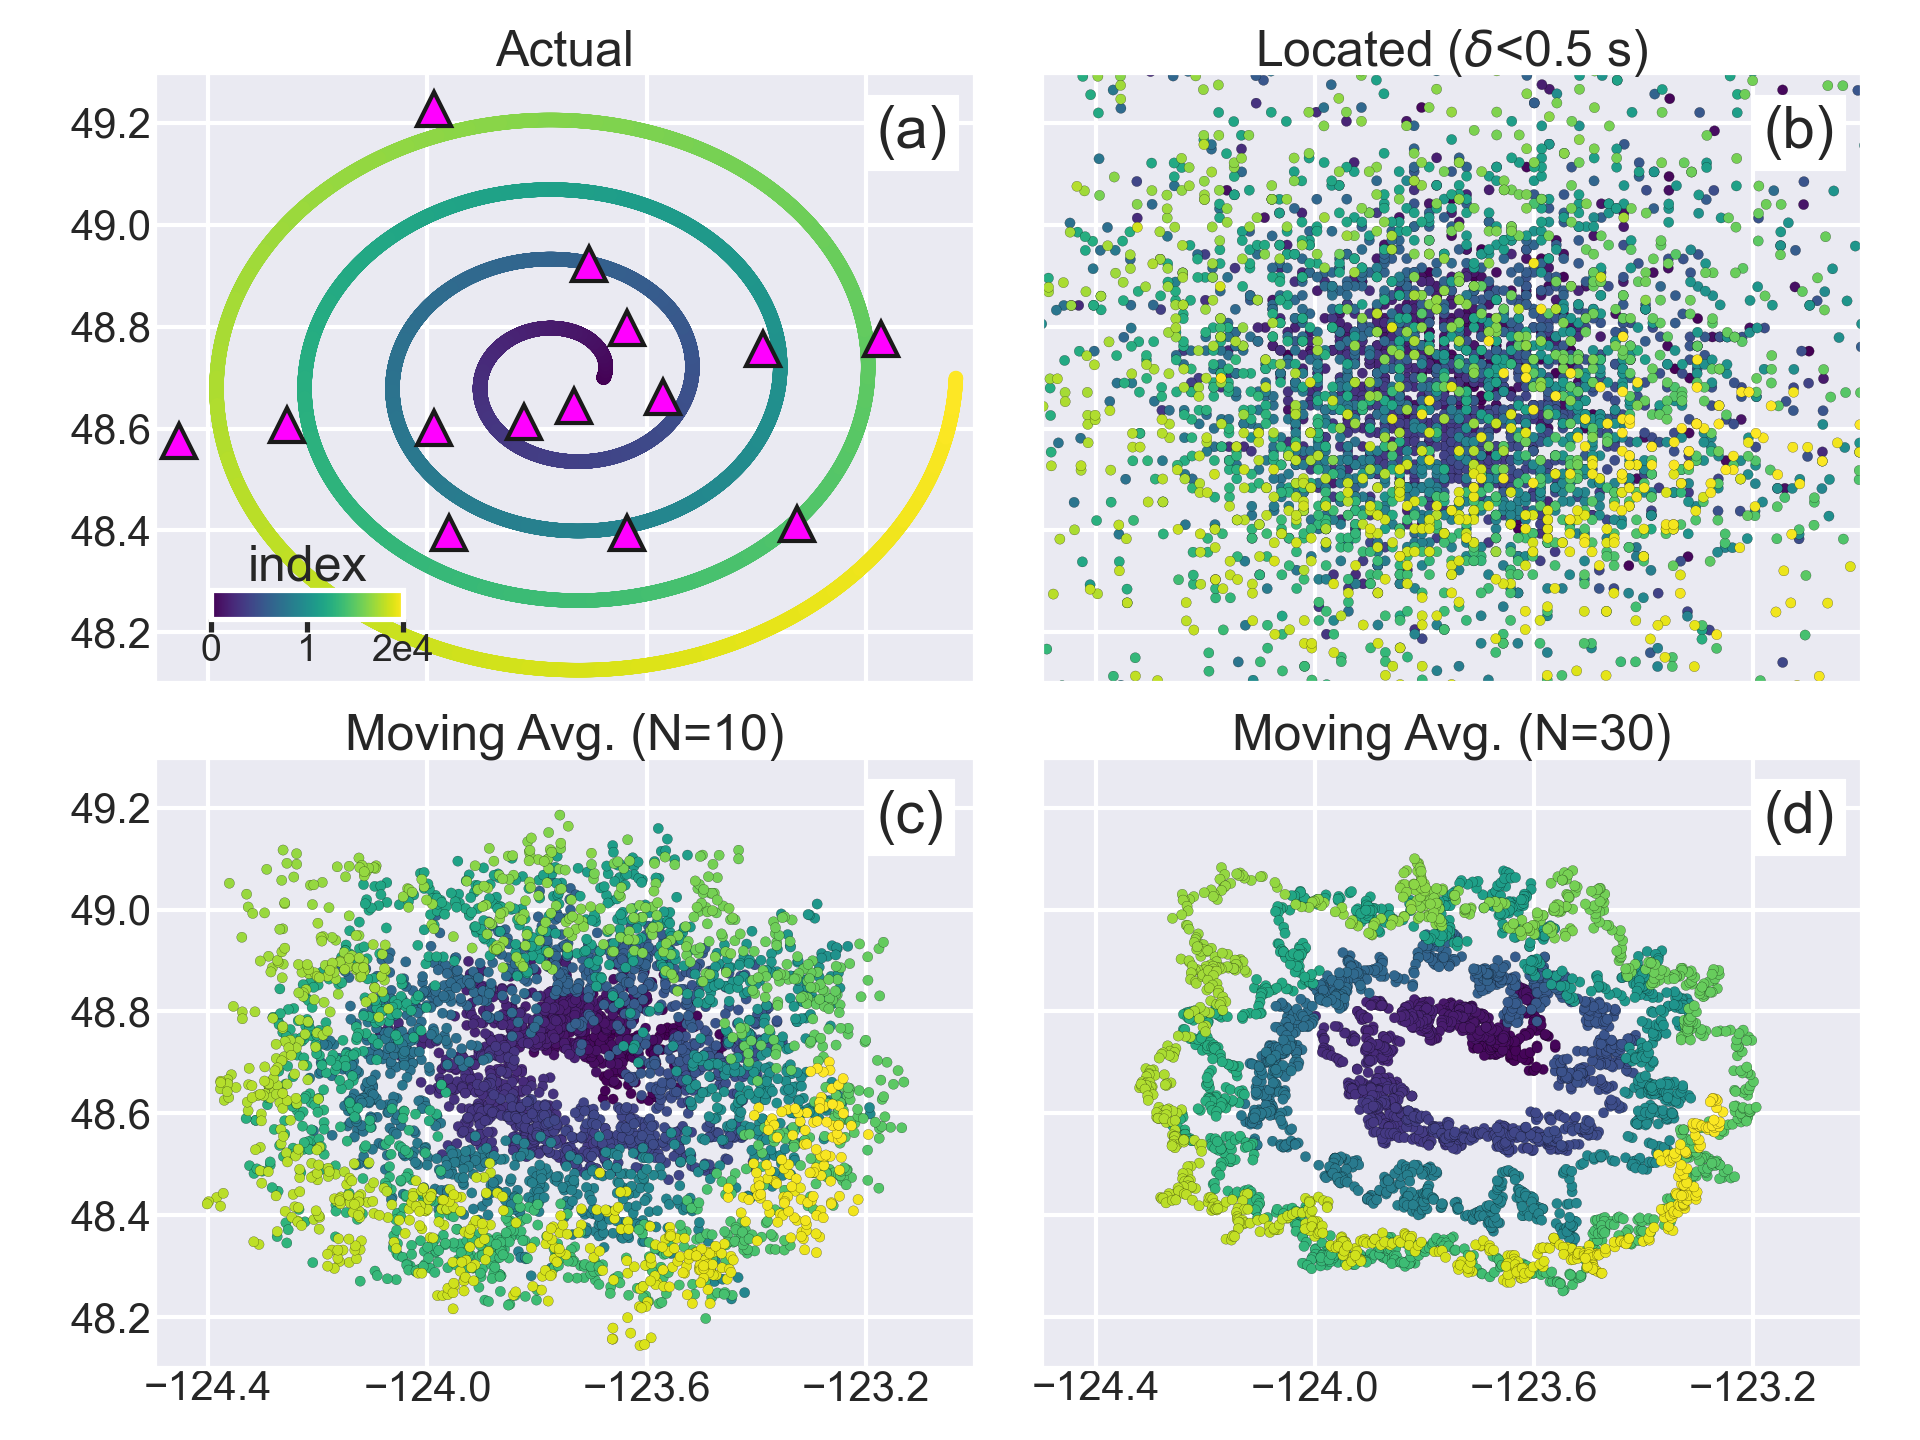 Actual
Located (δ<0.5 s)
(a)
(b)
49.2
49.0
48.8
48.6
48.4
48.2
index
0 1 2e4
Moving Avg. (N=10)
Moving Avg. (N=30)
(c)
(d)
49.2
49.0
48.8
48.6
48.4
48.2
−124.4 −124.0 −123.6 −123.2
−124.4 −124.0 −123.6 −123.2